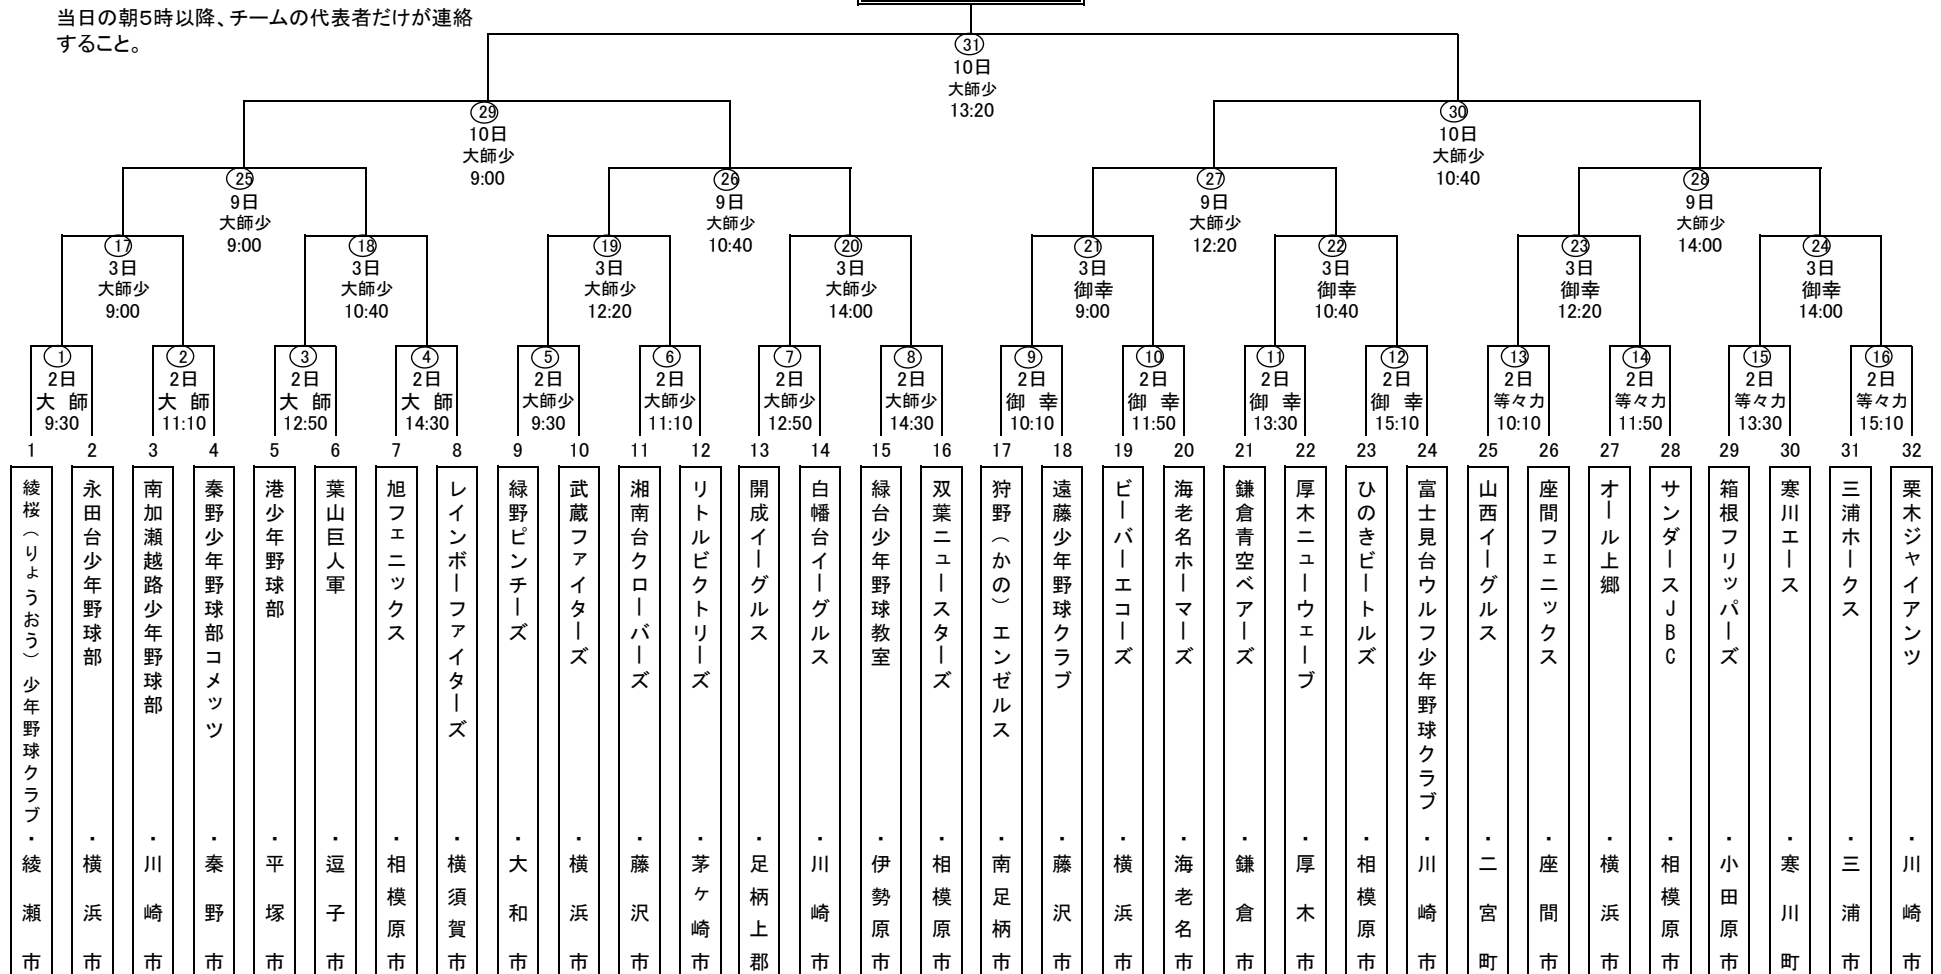 当日の朝5時以降、チームの代表者だけが連絡
すること。
31
10日
大師少
13:20
29
10日
大師少
9:00
30
10日
大師少
10:40
25
9日
大師少
9:00
26
9日
大師少
10:40
27
9日
大師少
12:20
28
9日
大師少
14:00
17
3日
大師少
9:00
18
3日
大師少
10:40
19
3日
大師少
12:20
20
3日
大師少
14:00
21
3日
御幸
9:00
22
3日
御幸
10:40
23
3日
御幸
12:20
24
3日
御幸
14:00
1
2日
大 師
9:30
2
2日
大 師
11:10
3
2日
大 師
12:50
4
2日
大 師
14:30
5
2日
大師少
9:30
6
2日
大師少
11:10
7
2日
大師少
12:50
8
2日
大師少
14:30
9
2日
御 幸
10:10
10
2日
御 幸
11:50
11
2日
御 幸
13:30
12
2日
御 幸
15:10
13
2日
等々力
10:10
14
2日
等々力
11:50
15
2日
等々力
13:30
16
2日
等々力
15:10
1 2 3 4 5 6 7 8 9 10 11 12 13 14 15 16 17 18 19 20 21 22 23 24 25 26 27 28 29 30 31 32
綾桜（りょうおう）少年野球クラブ・綾瀬市
永田台少年野球部・横浜市
南加瀬越路少年野球部・川崎市
秦野少年野球部コメッツ・秦野市
港少年野球部・平塚市
葉山巨人軍・逗子市
旭フェニックス・相模原市
レインボーファイターズ・横須賀市
緑野ピンチーズ・大和市
武蔵ファイターズ・横浜市
湘南台クローバーズ・藤沢市
リトルビクトリーズ・茅ケ崎市
開成イーグルス・足柄上郡
白幡台イーグルス・川崎市
緑台少年野球教室・伊勢原市
双葉ニュースターズ・相模原市
狩野（かの）エンゼルス・南足柄市
遠藤少年野球クラブ・藤沢市
ビーバーエコーズ・横浜市
海老名ホーマーズ・海老名市
鎌倉青空ベアーズ・鎌倉市
厚木ニューウェーブ・厚木市
ひのきビートルズ・相模原市
富士見台ウルフ少年野球クラブ・川崎市
山西イーグルス・二宮町
座間フェニックス・座間市
オール上郷・横浜市
サンダースJBC・相模原市
箱根フリッパーズ・小田原市
寒川エース・寒川町
三浦ホークス・三浦市
栗木ジャイアンツ・川崎市